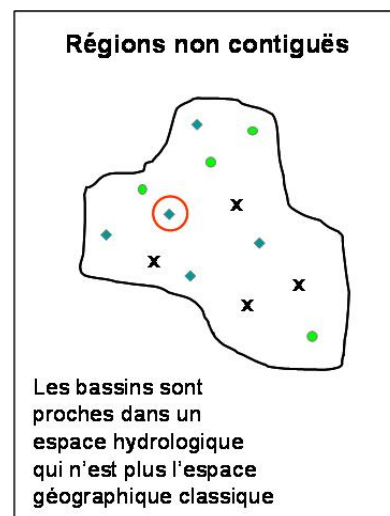 Régions non contiguës
x
x
x
x
Les bassins sont
proches dans un
espace hydrologique
qui n'est plus l'espace
géographique classique